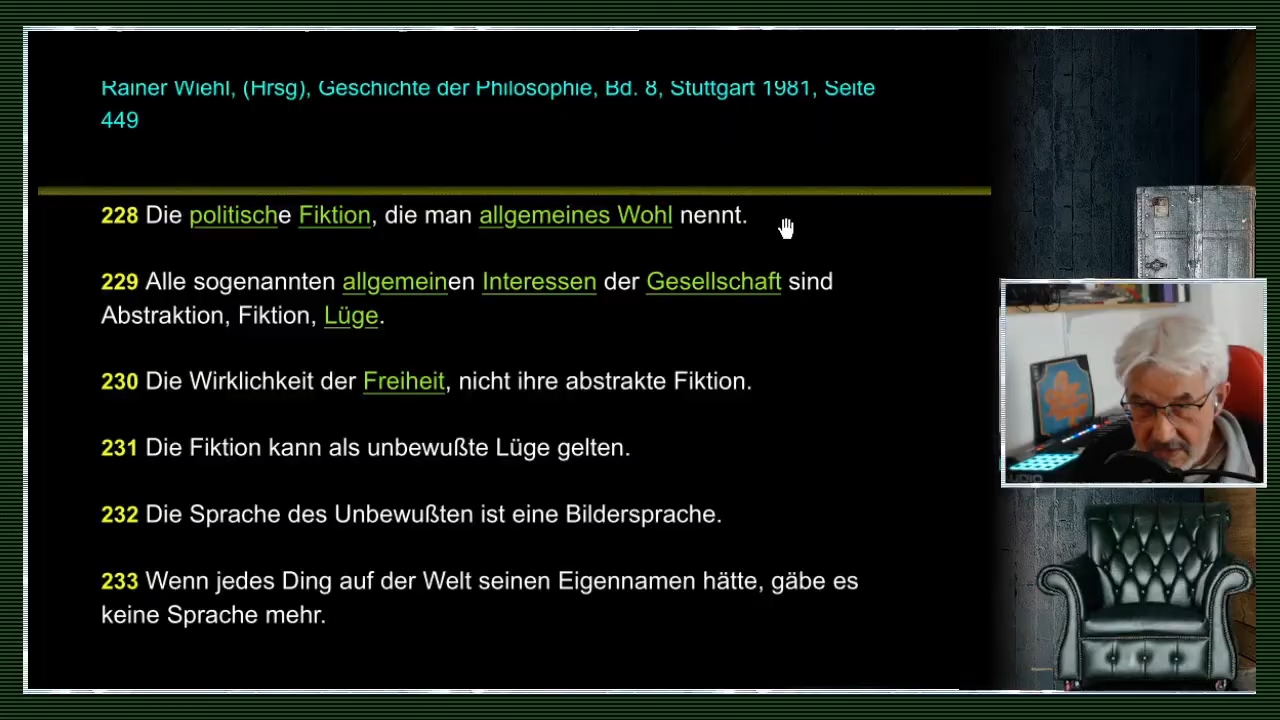 Rainer Wiehl, (Hrsg), Geschichte der Philosophie, Bd. 8, Stuttgart 1981, Seite
449
228 Die politische Fiktion, die man allgemeines Wohl nennt.
229 Alle sogenannten allgemeinen Interessen der Gesellschaft sind
Abstraktion, Fiktion, Lüge.
230 Die Wirklichkeit der Freiheit, nicht ihre abstrakte Fiktion.
231 Die Fiktion kann als unbewußte Lüge gelten.
232 Die Sprache des Unbewußten ist eine Bildersprache.
233 Wenn jedes Ding auf der Welt seinen Eigennamen hätte, gäbe es
keine Sprache mehr.